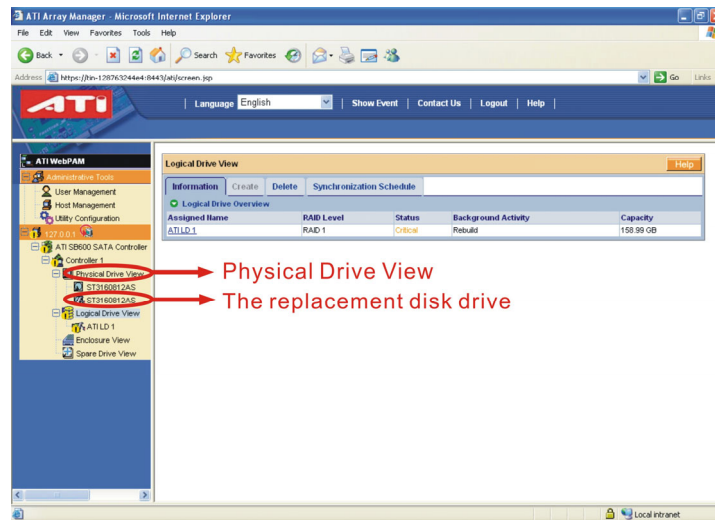 ATI Array Manager - Microsoft Internet Explorer
File Edit View Favorites Tools Help
Back Search Favorites
Address https://hin-128763244e4:8443/ati/screen.jsp Go Links
ATI | Language English | Show Event | Contact Us | Logout | Help |
ATI WebPAM
Administrative Tools
User Management
Host Management
Utility Configuration
127.0.0.1
ATI SB600 SATA Controller
Controller 1
Physical Drive View
ST3160812AS
ST3160812AS
Logical Drive View
ATI LD 1
Enclosure View
Spare Drive View
Logical Drive View Help
Information Create Delete Synchronization Schedule
Logical Drive Overview
Assigned Name RAID Level Status Background Activity Capacity
ATI LD 1 RAID 1 Critical Rebuild 158.99 GB
Physical Drive View
The replacement disk drive
Local intranet